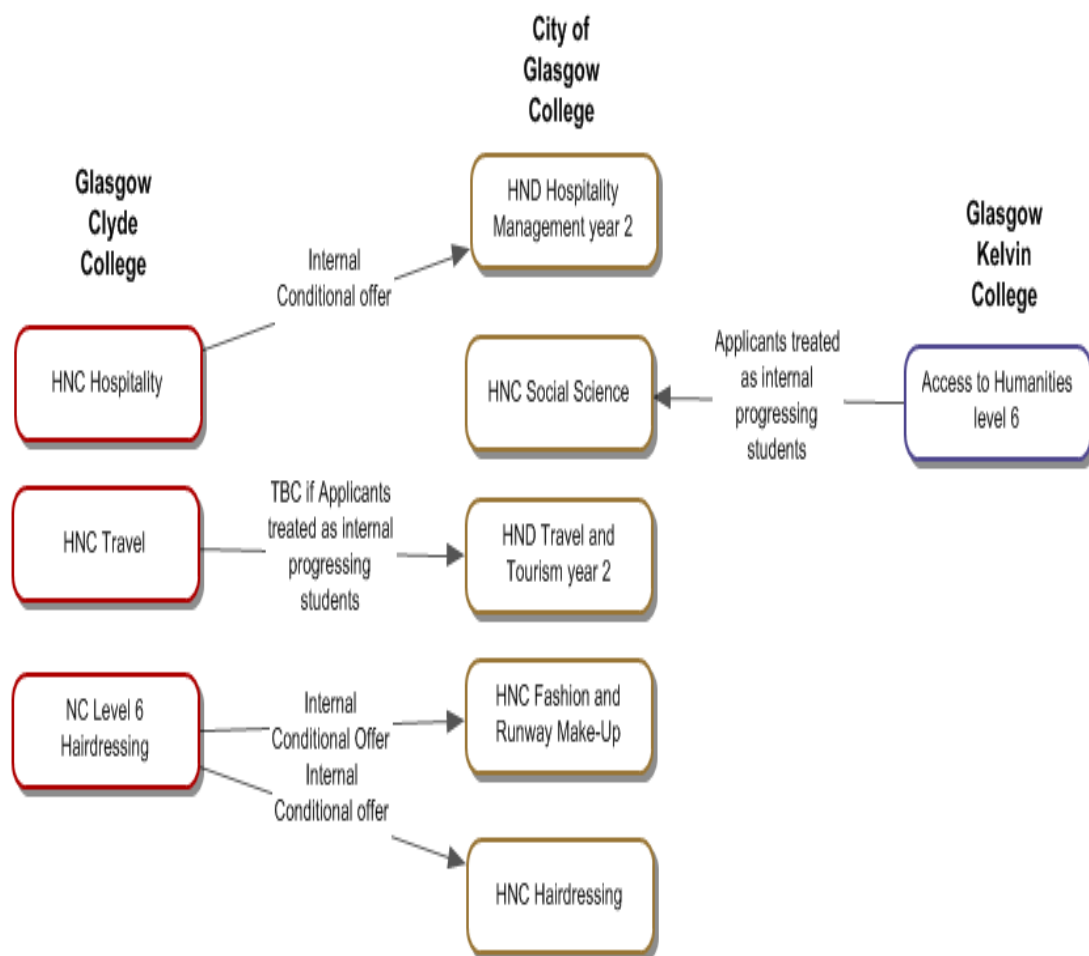 City of
Glasgow
College
Glasgow
Clyde
College
Glasgow
Kelvin
College
HND Hospitality
Management year 2
Internal
Conditional offer
HNC Hospitality
HNC Social Science
Applicants treated
as internal
progressing
students
Access to Humanities
level 6
HNC Travel
TBC if Applicants
treated as internal
progressing
students
HND Travel and
Tourism year 2
NC Level 6
Hairdressing
Internal
Conditional Offer
HNC Fashion and
Runway Make-Up
Internal
Conditional offer
HNC Hairdressing